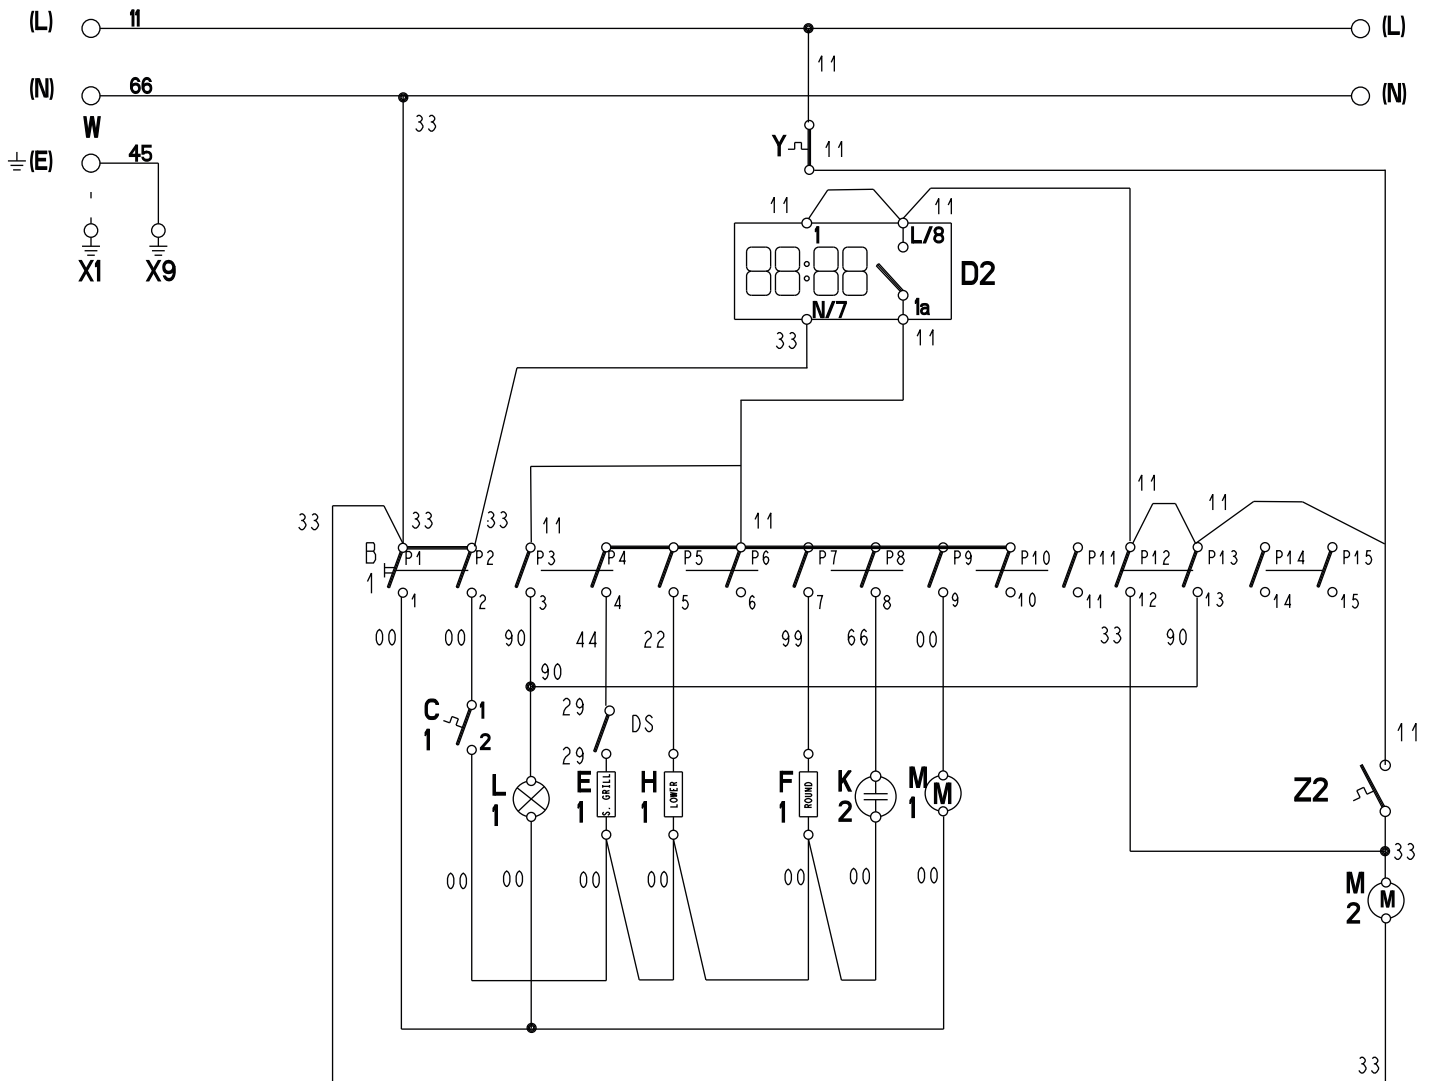 (L) 11 (L)
11
(N) 66 (N)
33
W
Y 11
(E) 45
11 11
1 L/8
X1 X9
D2
N/7 1a
33 11
11
11
33 33 33 11 11
B P1 P2 P3 P4 P5 P6 P7 P8 P9 P10 P11 P12 P13 P14 P15
1
1 2 3 4 5 6 7 8 9 10 11 12 13 14 15
00 00 90 44 22 99 66 00 33 90
90
C 1 29 DS
1 2 29
11
L E S. GRILL H LOWER F ROUND K M M Z2
1 1 1 1 2 1
33
00 00 00 00 00 00 00
M M
2
33